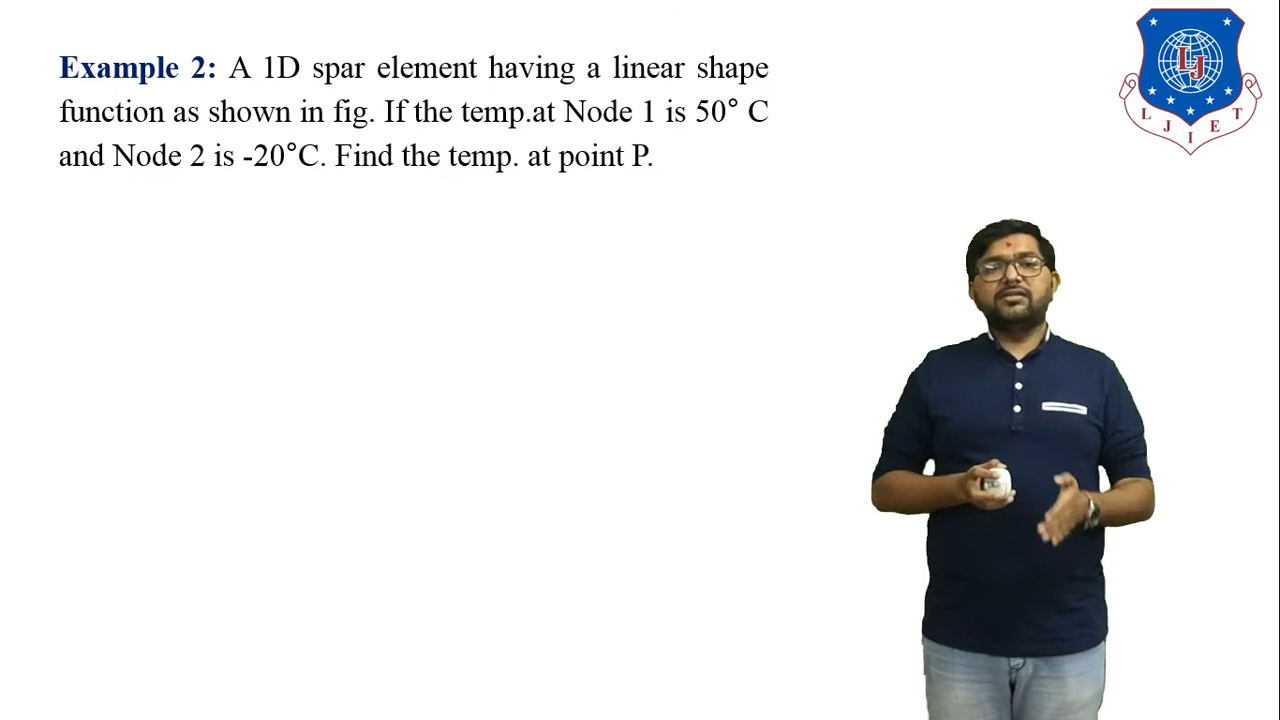 Example 2: A 1D spar element having a linear shape
function as shown in fig. If the temp.at Node 1 is 50° C
and Node 2 is -20°C. Find the temp. at point P.
LJ
L J I E T